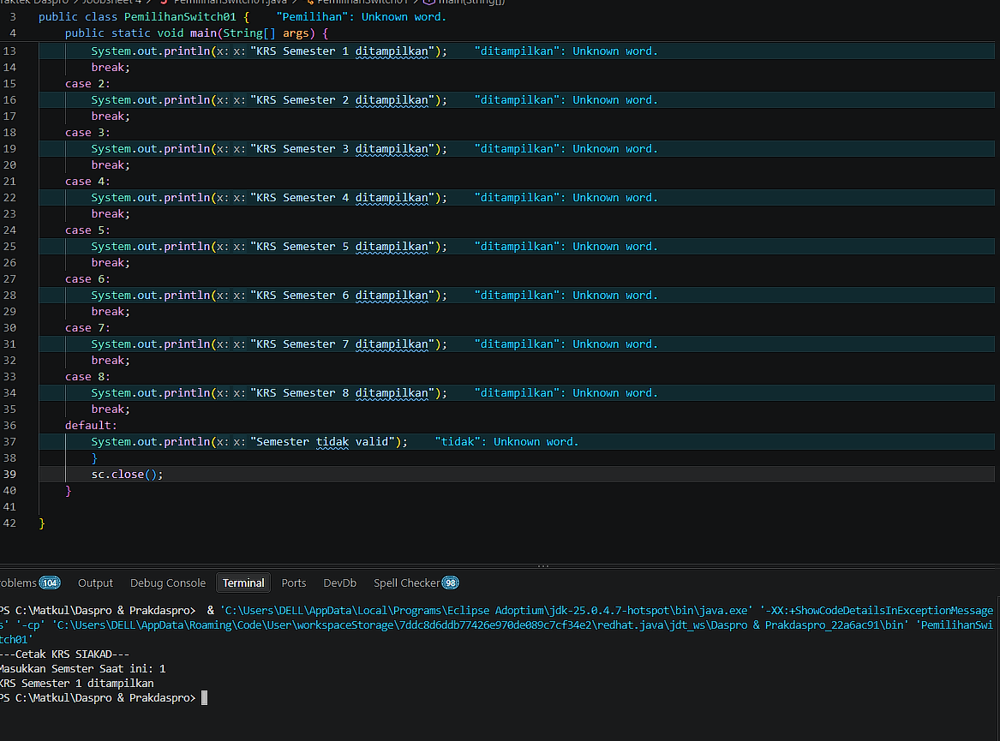 raktek Daspro > Jobsheet 4 > PemilihanSwitch01.java > PemilihanSwitch01 > main(String[])
3 public class PemilihanSwitch01 { "Pemilihan": Unknown word.
4 public static void main(String[] args) {
13 System.out.println(x: x: "KRS Semester 1 ditampilkan"); "ditampilkan": Unknown word.
14 break;
15 case 2:
16 System.out.println(x: x: "KRS Semester 2 ditampilkan"); "ditampilkan": Unknown word.
17 break;
18 case 3:
19 System.out.println(x: x: "KRS Semester 3 ditampilkan"); "ditampilkan": Unknown word.
20 break;
21 case 4:
22 System.out.println(x: x: "KRS Semester 4 ditampilkan"); "ditampilkan": Unknown word.
23 break;
24 case 5:
25 System.out.println(x: x: "KRS Semester 5 ditampilkan"); "ditampilkan": Unknown word.
26 break;
27 case 6:
28 System.out.println(x: x: "KRS Semester 6 ditampilkan"); "ditampilkan": Unknown word.
29 break;
30 case 7:
31 System.out.println(x: x: "KRS Semester 7 ditampilkan"); "ditampilkan": Unknown word.
32 break;
33 case 8:
34 System.out.println(x: x: "KRS Semester 8 ditampilkan"); "ditampilkan": Unknown word.
35 break;
36 default:
37 System.out.println(x: x: "Semester tidak valid"); "tidak": Unknown word.
38 }
39 sc.close();
40 }
41
42 }
roblems 104 Output Debug Console Terminal Ports DevDb Spell Checker 98
PS C:\Matkul\Daspro & Prakdaspro> & 'C:\Users\DELL\AppData\Local\Programs\Eclipse Adoptium\jdk-25.0.4.7-hotspot\bin\java.exe' '-XX:+ShowCodeDetailsInExceptionMessage
s' '-cp' 'C:\Users\DELL\AppData\Roaming\Code\User\workspaceStorage\7ddc8d6ddb77426e970de089c7cf34e2\redhat.java\jdt_ws\Daspro & Prakdaspro_22a6ac91\bin' 'PemilihanSwi
tch01'
---Cetak KRS SIAKAD---
Masukkan Semster Saat ini: 1
KRS Semester 1 ditampilkan
PS C:\Matkul\Daspro & Prakdaspro>